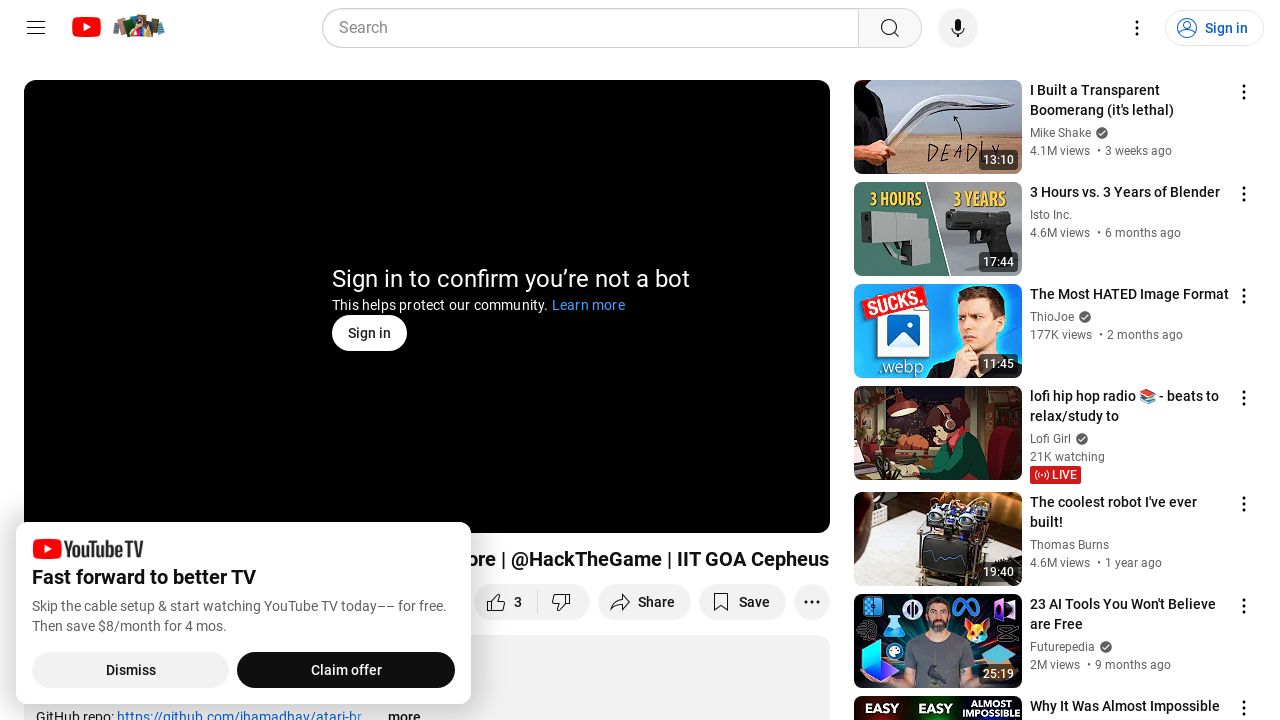 Search
Sign in
Sign in to confirm you’re not a bot
This helps protect our community. Learn more
Sign in
ore | @HackTheGame | IIT GOA Cepheus
3
Share
Save
GitHub repo: https://github.com/jhamadhav/atari-br
...more
YouTube TV
Fast forward to better TV
Skip the cable setup & start watching YouTube TV today–– for free.
Then save $8/month for 4 mos.
Dismiss
Claim offer
DEADLY
13:10
I Built a Transparent
Boomerang (it's lethal)
Mike Shake
4.1M views • 3 weeks ago
3 HOURS
3 YEARS
17:44
3 Hours vs. 3 Years of Blender
Isto Inc.
4.6M views • 6 months ago
SUCKS.
.webp
11:45
The Most HATED Image Format
ThioJoe
177K views • 2 months ago
lofi hip hop radio 📚 - beats to
relax/study to
Lofi Girl
21K watching
LIVE
19:40
The coolest robot I've ever
built!
Thomas Burns
4.6M views • 1 year ago
25:19
23 AI Tools You Won't Believe
are Free
Futurepedia
2M views • 9 months ago
EASY
EASY
ALMOST
IMPOSSIBLE
Why It Was Almost Impossible